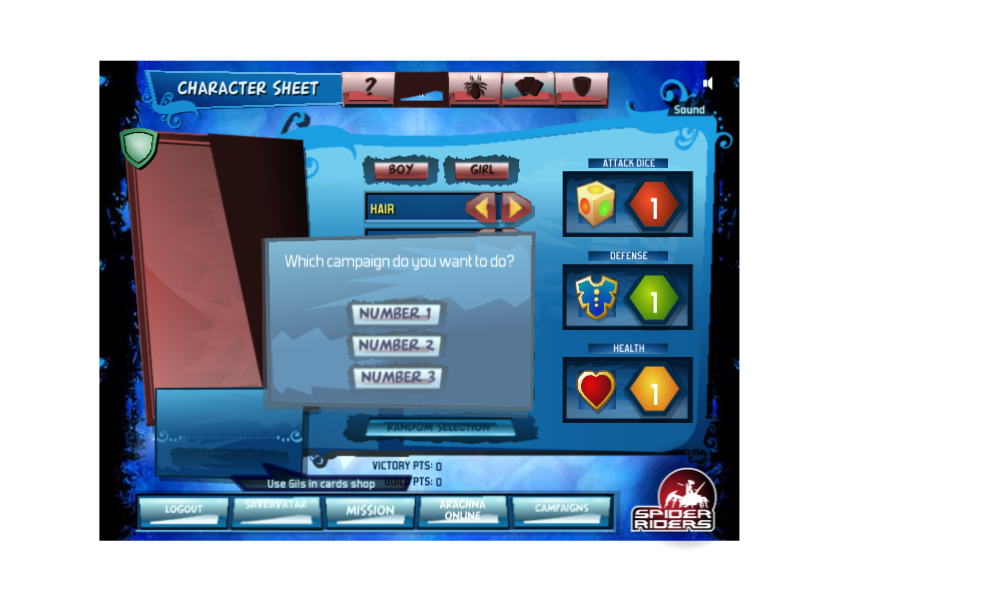 CHARACTER SHEET
?
Sound
BOY
GIRL
HAIR
ATTACK DICE
1
DEFENSE
1
HEALTH
1
Which campaign do you want to do?
NUMBER 1
NUMBER 2
NUMBER 3
RANDOM SELECTION
VICTORY PTS: 0
GUILD PTS: 0
Use Gils in cards shop
LOGOUT
SAVE AVATAR
MISSION
ARACHNA
ONLINE
CAMPAIGNS
SPIDER
RIDERS